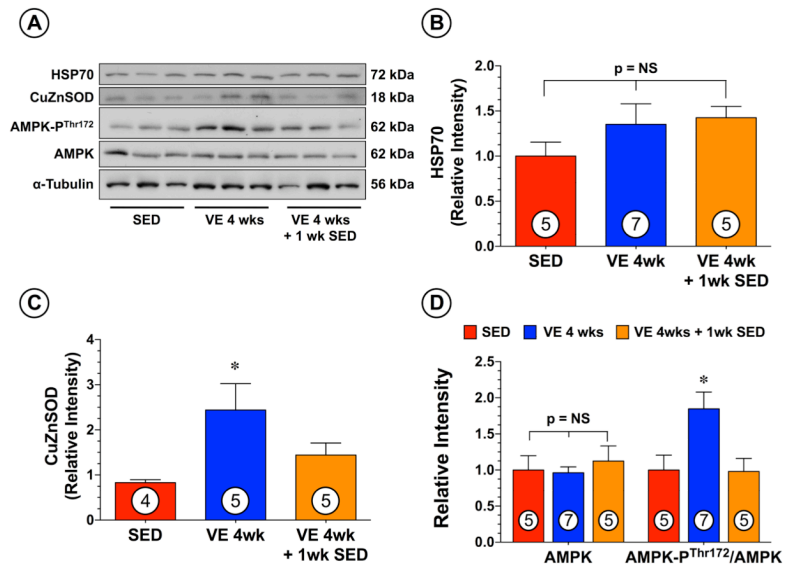 A
HSP70 72 kDa
CuZnSOD 18 kDa
AMPK-PThr172 62 kDa
AMPK 62 kDa
α-Tubulin 56 kDa
SED VE 4 wks VE 4 wks
+ 1 wk SED
B
HSP70
(Relative Intensity)
2.0
1.5
1.0
0.5
0.0
p = NS
5 7 5
SED VE 4wk VE 4wk
+ 1wk SED
C
CuZnSOD
(Relative Intensity)
4
3
2
1
0
*
4 5 5
SED VE 4wk VE 4wk
+ 1wk SED
D
SED VE 4 wks VE 4wks + 1wk SED
Relative Intensity
2.5
2.0
1.5
1.0
0.5
0.0
p = NS
*
5 7 5 5 7 5
AMPK AMPK-PThr172/AMPK